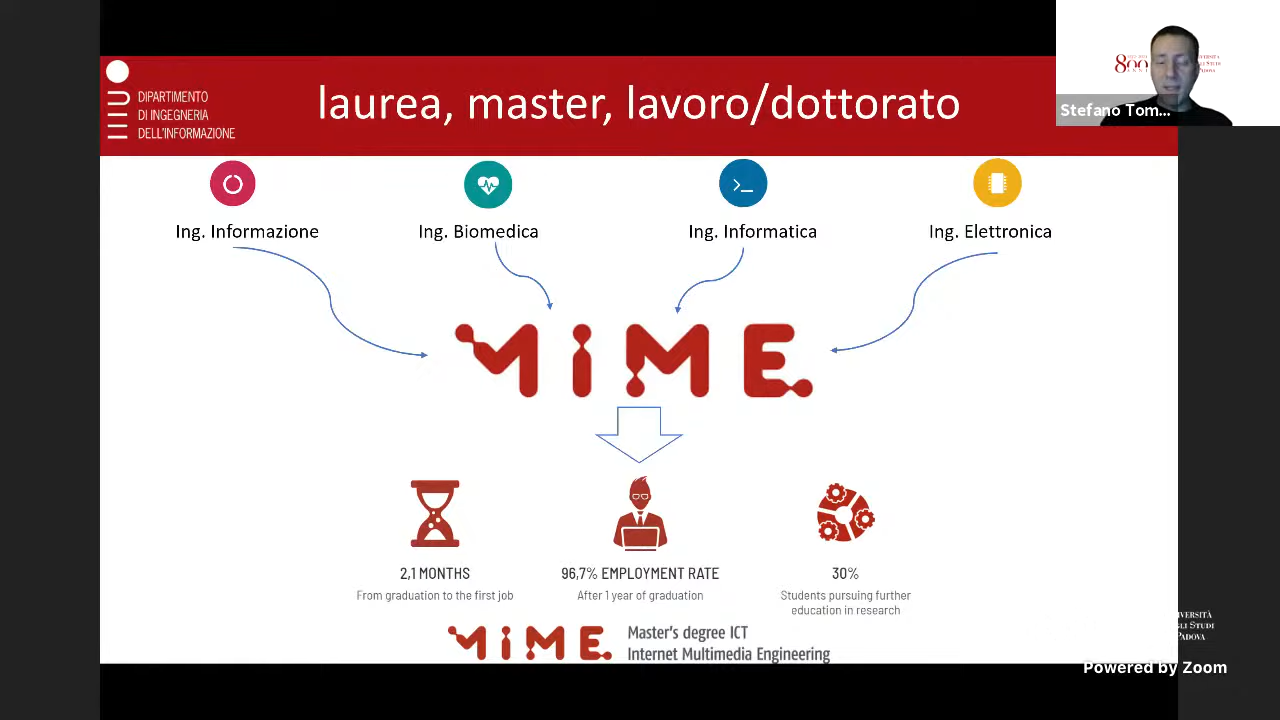 DIPARTIMENTO
DI INGEGNERIA
DELL'INFORMAZIONE
laurea, master, lavoro/dottorato
800
Stefano Tom...
Ing. Informazione
Ing. Biomedica
Ing. Informatica
Ing. Elettronica
MiME
2,1 MONTHS
From graduation to the first job
96,7% EMPLOYMENT RATE
After 1 year of graduation
30%
Students pursuing further
education in research
MiME
Master's degree ICT
Internet Multimedia Engineering
IVERSITÀ
GLI STUDI
PADOVA
Powered by Zoom